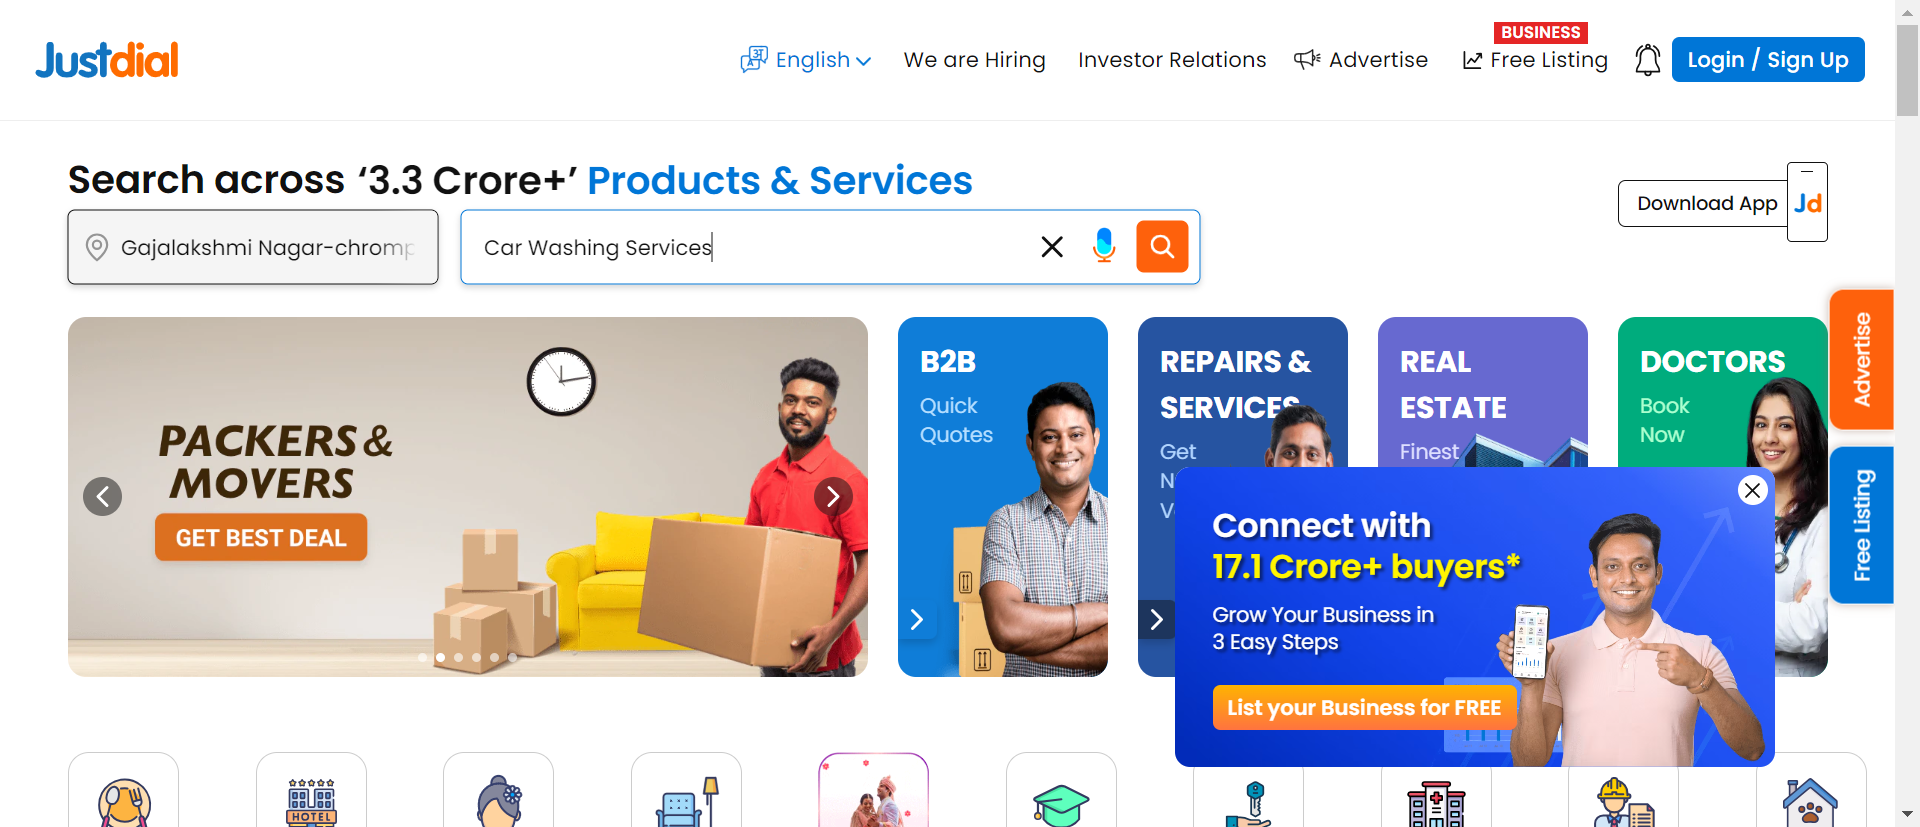 Justdial
English
We are Hiring
Investor Relations
Advertise
BUSINESS
Free Listing
Login / Sign Up
Search across ‘3.3 Crore+’ Products & Services
Download App
Jd
Gajalakshmi Nagar-chromp
Car Washing Services
PACKERS &
MOVERS
GET BEST DEAL
B2B
Quick
Quotes
REPAIRS &
SERVICES
Get
REAL
ESTATE
Finest
DOCTORS
Book
Now
Advertise
Free Listing
Connect with
17.1 Crore+ buyers*
Grow Your Business in
3 Easy Steps
List your Business for FREE
HOTEL